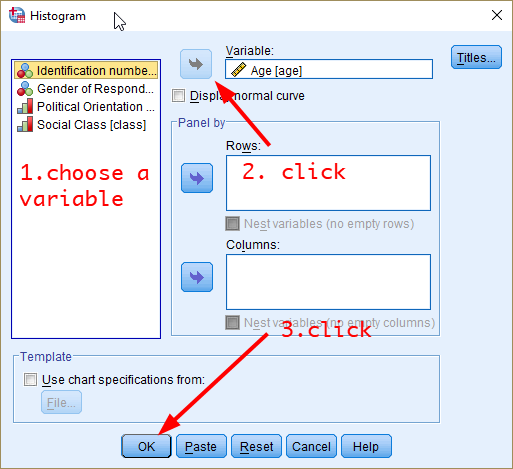 Histogram
Variable:
Titles...
Identification numbe...
Age [age]
Gender of Respond...
Political Orientation ...
Display normal curve
Social Class [class]
Panel by
Rows:
1.choose a
variable
2. click
Nest variables (no empty rows)
Columns:
Nest variables (no empty columns)
3.click
Template
Use chart specifications from:
File...
OK
Paste
Reset
Cancel
Help